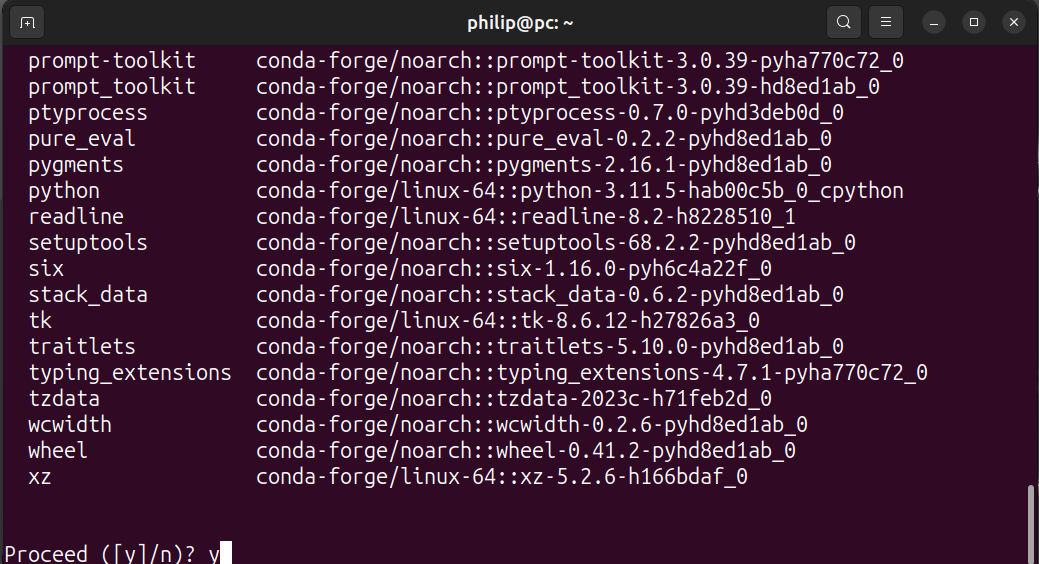 philip@pc: ~
prompt-toolkit conda-forge/noarch::prompt-toolkit-3.0.39-pyha770c72_0
prompt_toolkit conda-forge/noarch::prompt_toolkit-3.0.39-hd8ed1ab_0
ptyprocess conda-forge/noarch::ptyprocess-0.7.0-pyhd3deb0d_0
pure_eval conda-forge/noarch::pure_eval-0.2.2-pyhd8ed1ab_0
pygments conda-forge/noarch::pygments-2.16.1-pyhd8ed1ab_0
python conda-forge/linux-64::python-3.11.5-hab00c5b_0_cpython
readline conda-forge/linux-64::readline-8.2-h8228510_1
setuptools conda-forge/noarch::setuptools-68.2.2-pyhd8ed1ab_0
six conda-forge/noarch::six-1.16.0-pyh6c4a22f_0
stack_data conda-forge/noarch::stack_data-0.6.2-pyhd8ed1ab_0
tk conda-forge/linux-64::tk-8.6.12-h27826a3_0
traitlets conda-forge/noarch::traitlets-5.10.0-pyhd8ed1ab_0
typing_extensions conda-forge/noarch::typing_extensions-4.7.1-pyha770c72_0
tzdata conda-forge/noarch::tzdata-2023c-h71feb2d_0
wcwidth conda-forge/noarch::wcwidth-0.2.6-pyhd8ed1ab_0
wheel conda-forge/noarch::wheel-0.41.2-pyhd8ed1ab_0
xz conda-forge/linux-64::xz-5.2.6-h166bdaf_0
Proceed ([y]/n)? y